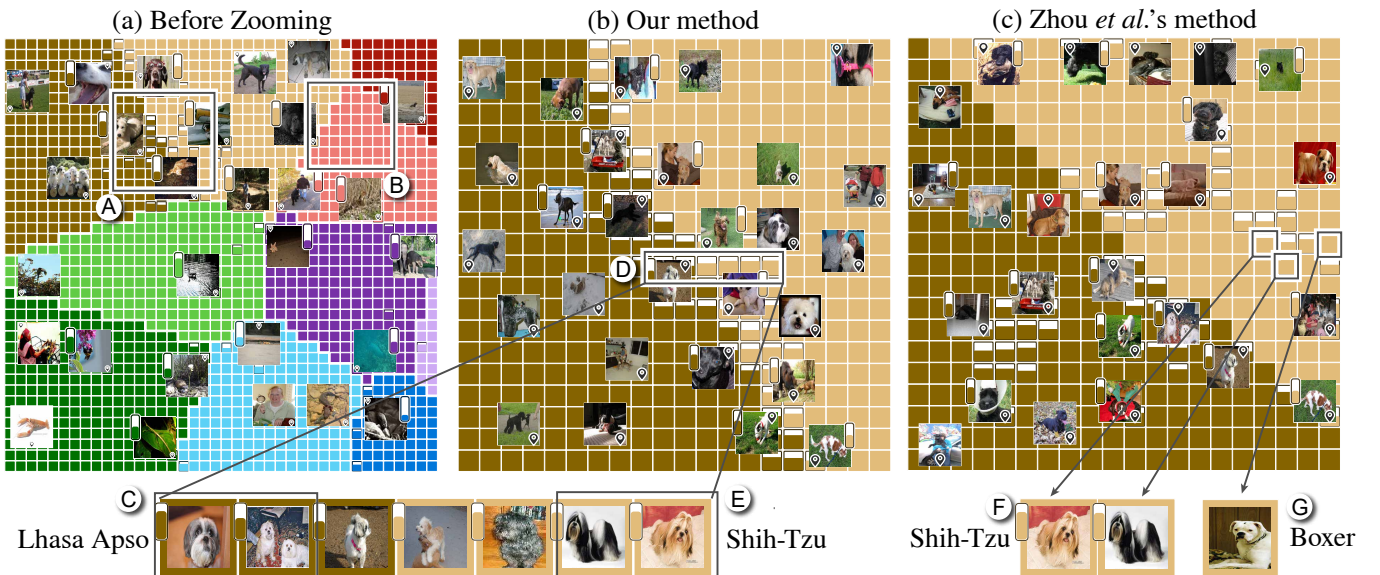 (a) Before Zooming
(b) Our method
(c) Zhou et al.'s method
A
B
D
C
E
F
G
Lhasa Apso
Shih-Tzu
Shih-Tzu
Boxer